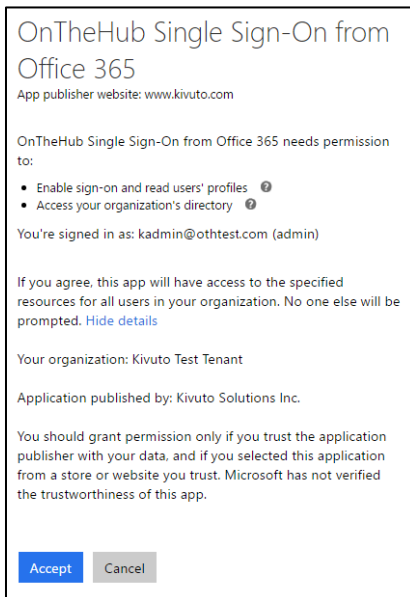 OnTheHub Single Sign-On from
Office 365
App publisher website: www.kivuto.com
OnTheHub Single Sign-On from Office 365 needs permission
to:
• Enable sign-on and read users' profiles ?
• Access your organization's directory ?
You're signed in as: kadmin@othtest.com (admin)
If you agree, this app will have access to the specified
resources for all users in your organization. No one else will be
prompted. Hide details
Your organization: Kivuto Test Tenant
Application published by: Kivuto Solutions Inc.
You should grant permission only if you trust the application
publisher with your data, and if you selected this application
from a store or website you trust. Microsoft has not verified
the trustworthiness of this app.
Accept Cancel